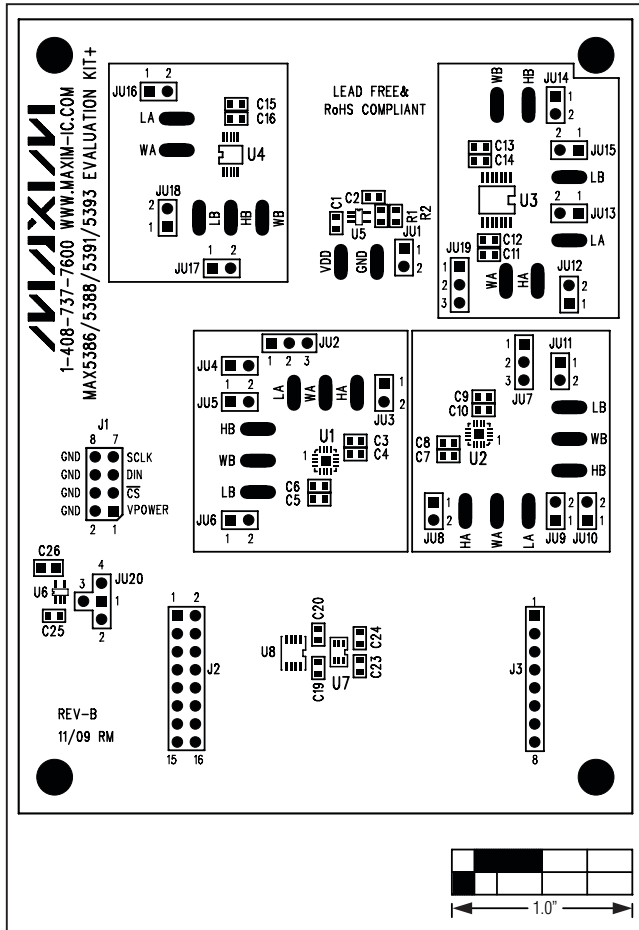 MAXIM
1-408-737-7600 WWW.MAXIM-IC.COM
MAX5386/5388/5391/5393 EVALUATION KIT+
LEAD FREE&
RoHS COMPLIANT
1 2
JU16
LA
WA
C15
C16
U4
JU18
2
1
LB
HB
WB
JU17
1 2
C1
C2
U5
R1
R2
VDD
GND
JU1
1
2
WB
HB
JU14
1
2
C13
C14
2 1
JU15
LB
U3
2 1
JU13
LA
C12
C11
JU19
1
2
3
WA
HA
JU12
2
1
JU2
1 2 3
JU4
1 2
JU5
1 2
LA
WA
HA
1
2
JU3
HB
WB
LB
U1
1
C3
C4
C6
C5
JU6
1 2
1
2
3
JU7
JU11
1
2
C9
C10
LB
WB
HB
C8
C7
U2
1
1
2
JU8
HA
WA
LA
2
1
JU9
2
1
JU10
J1
8 7
GND SCLK
GND DIN
GND CS
GND VPOWER
2 1
C26
U6
C25
4
JU20
3
1
2
1 2
J2
15 16
U8
C20
C19
U7
C24
C23
1
J3
8
REV-B
11/09 RM
1.0"